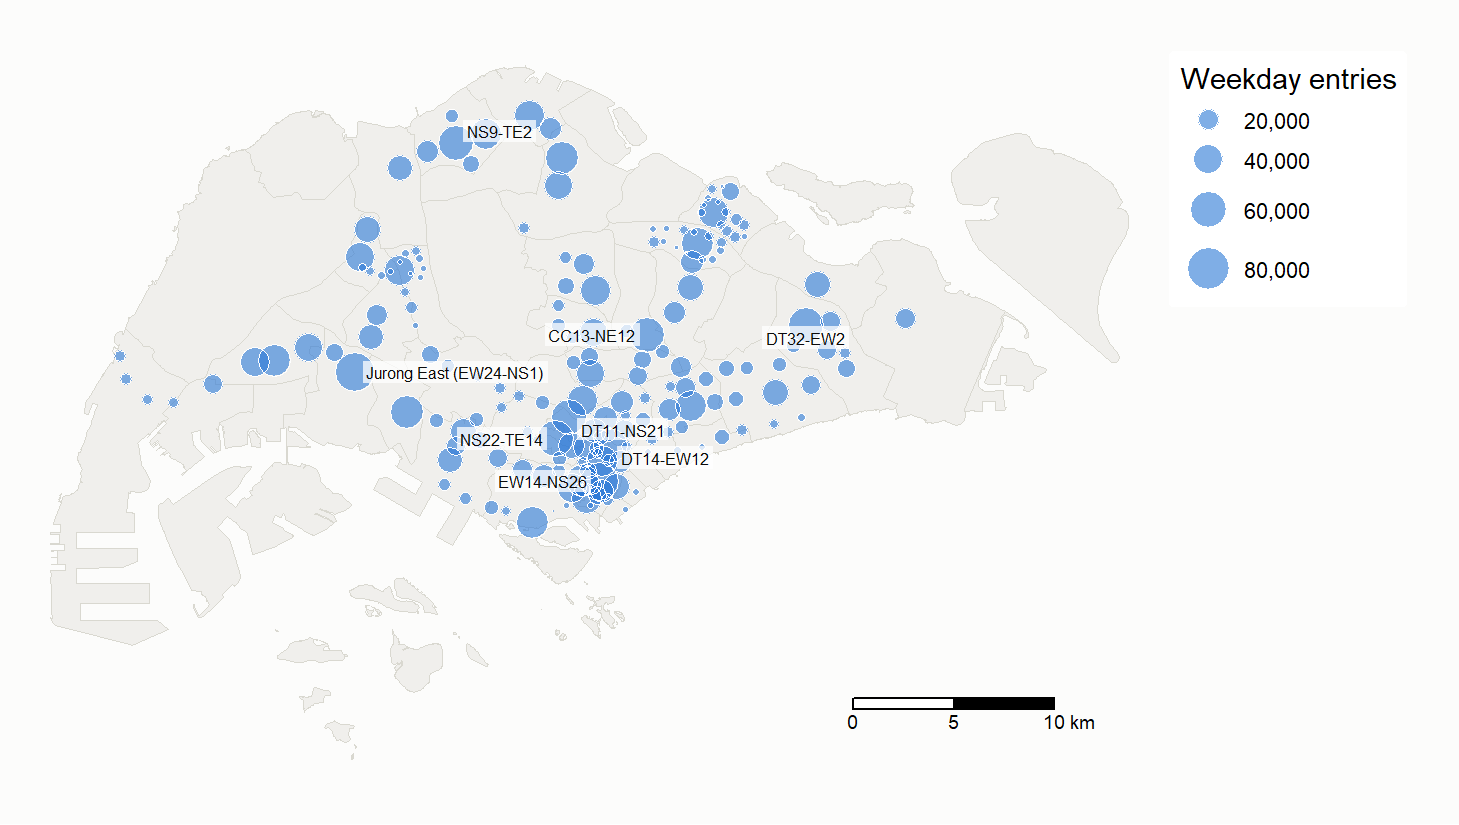 Weekday entries
20,000
40,000
60,000
80,000
NS9-TE2
CC13-NE12
DT32-EW2
Jurong East (EW24-NS1)
DT11-NS21
NS22-TE14
DT14-EW12
EW14-NS26
0 5 10 km